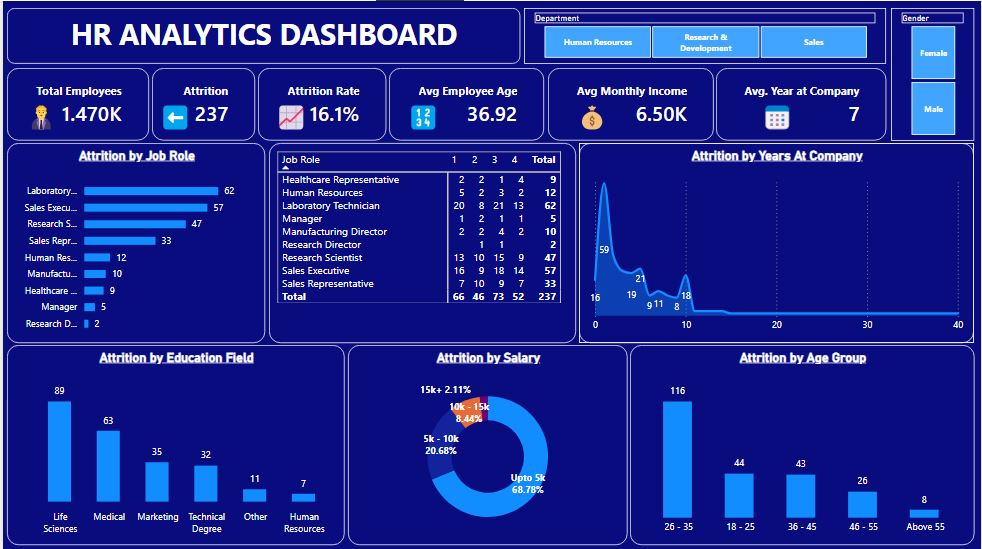 HR ANALYTICS DASHBOARD
Department
Human Resources
Research &
Development
Sales
Gender
Female
Male
Total Employees
1.470K
Attrition
237
Attrition Rate
16.1%
Avg Employee Age
1 2
3 4
36.92
Avg Monthly Income
6.50K
Avg. Year at Company
7
Attrition by Job Role
Laboratory... 62
Sales Execu... 57
Research S... 47
Sales Repr... 33
Human Res... 12
Manufactu... 10
Healthcare ... 9
Manager 5
Research D... 2
Job Role 1 2 3 4 Total
Healthcare Representative 2 2 1 4 9
Human Resources 5 2 3 2 12
Laboratory Technician 20 8 21 13 62
Manager 1 2 1 1 5
Manufacturing Director 2 2 4 2 10
Research Director 1 1 2
Research Scientist 13 10 15 9 47
Sales Executive 16 9 18 14 57
Sales Representative 7 10 9 7 33
Total 66 46 73 52 237
Attrition by Years At Company
59
21
16 19 9 11 8 18
0 10 20 30 40
Attrition by Education Field
89
63
35
32
11
7
Life
Sciences
Medical
Marketing
Technical
Degree
Other
Human
Resources
Attrition by Salary
15k+ 2.11%
10k - 15k
8.44%
5k - 10k
20.68%
Upto 5k
68.78%
Attrition by Age Group
116
44
43
26
8
26 - 35 18 - 25 36 - 45 46 - 55 Above 55